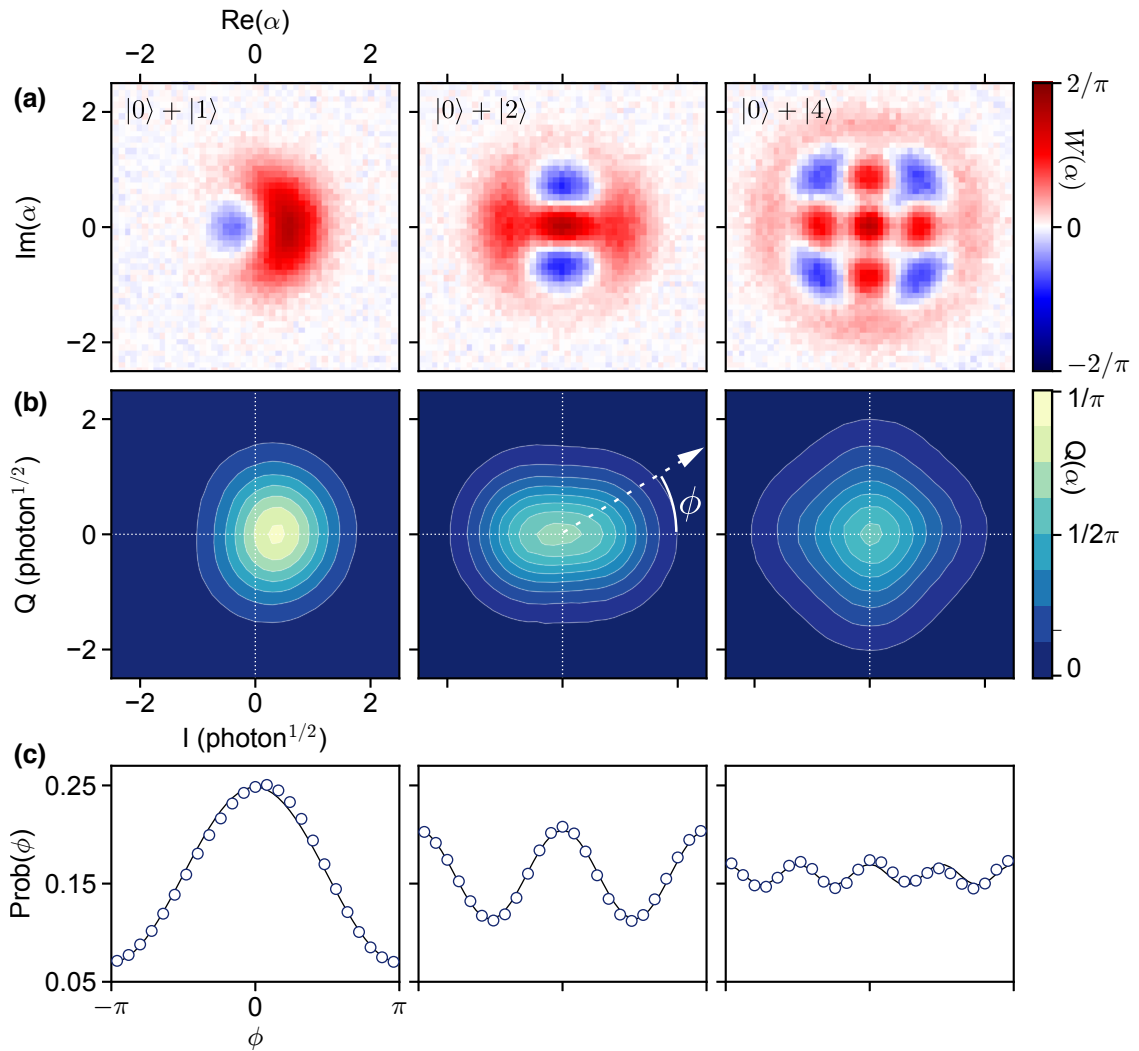 Re(α)
−2 0 2
(a)
|0⟩ + |1⟩ |0⟩ + |2⟩ |0⟩ + |4⟩
2 0 −2
Im(α)
2/π
W(α)
0
−2/π
(b)
2 0 −2
Q (photon^{1/2})
ϕ
1/π
Q(α)
1/2π
0
−2 0 2
I (photon^{1/2})
(c)
0.25
0.15
0.05
Prob(ϕ)
−π 0 π
ϕ